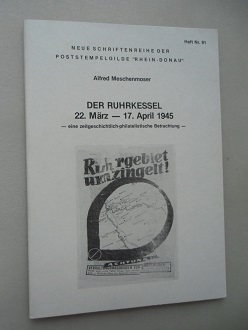 Heft Nr. 91
NEUE SCHRIFTENREIHE DER
POSTSTEMPELGILDE "RHEIN-DONAU"
Alfred Meschenmoser
DER RUHRKESSEL
22. März — 17. April 1945
— eine zeitgeschichtlich-philatelistische Betrachtung —
Ruhrgebiet
umzingelt!
ACHTUNG